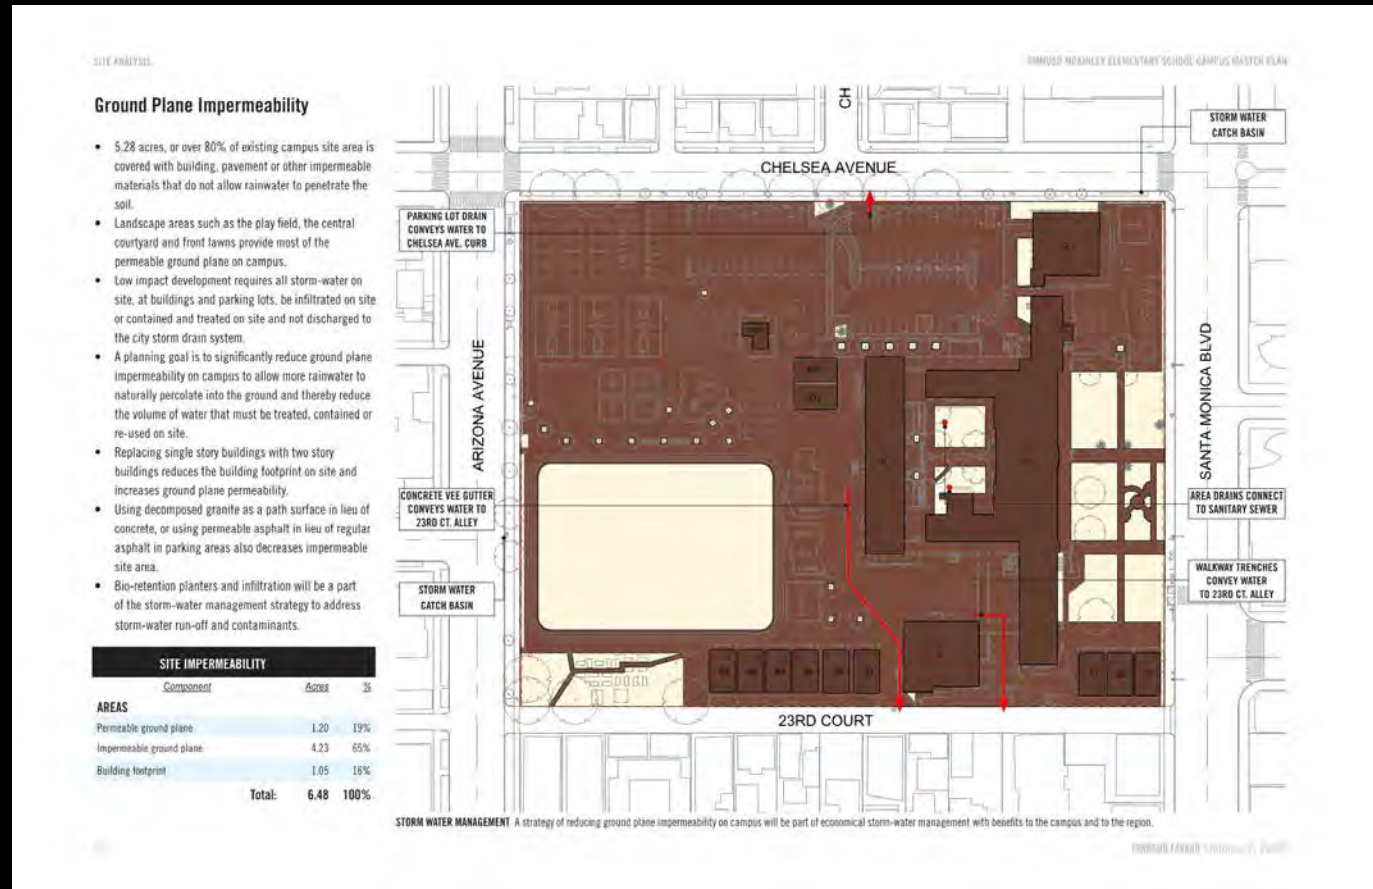 SITE ANALYSIS
SMMUSD MCKINLEY ELEMENTARY SCHOOL CAMPUS MASTER PLAN
Ground Plane Impermeability
• 5.28 acres, or over 80% of existing campus site area is
covered with building, pavement or other impermeable
materials that do not allow rainwater to penetrate the
soil.
• Landscape areas such as the play field, the central
courtyard and front lawns provide most of the
permeable ground plane on campus.
• Low impact development requires all storm-water on
site, at buildings and parking lots, be infiltrated on site
or contained and treated on site and not discharged to
the city storm drain system.
• A planning goal is to significantly reduce ground plane
impermeability on campus to allow more rainwater to
naturally percolate into the ground and thereby reduce
the volume of water that must be treated, contained or
re-used on site.
• Replacing single story buildings with two story
buildings reduces the building footprint on site and
increases ground plane permeability.
• Using decomposed granite as a path surface in lieu of
concrete, or using permeable asphalt in lieu of regular
asphalt in parking areas also decreases impermeable
site area.
• Bio-retention planters and infiltration will be a part
of the storm-water management strategy to address
storm-water run-off and contaminants.
SITE IMPERMEABILITY
Component Acres %
AREAS
Permeable ground plane 1.20 19%
Impermeable ground plane 4.23 65%
Building footprint 1.05 16%
Total: 6.48 100%
CH
CHELSEA AVENUE
STORM WATER
CATCH BASIN
PARKING LOT DRAIN
CONVEYS WATER TO
CHELSEA AVE. CURB
ARIZONA AVENUE
SANTA MONICA BLVD
CONCRETE VEE GUTTER
CONVEYS WATER TO
23RD CT. ALLEY
AREA DRAINS CONNECT
TO SANITARY SEWER
STORM WATER
CATCH BASIN
WALKWAY TRENCHES
CONVEY WATER
TO 23RD CT. ALLEY
23RD COURT
STORM WATER MANAGEMENT A strategy of reducing ground plane impermeability on campus will be part of economical storm-water management with benefits to the campus and to the region.